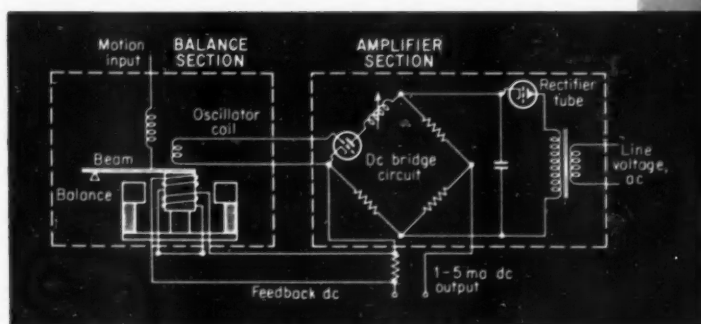 Motion
input
BALANCE
SECTION
AMPLIFIER
SECTION
Rectifier
tube
Oscillator
coil
Line
voltage,
ac
Beam
Dc bridge
circuit
Balance
1-5 ma dc
output
Feedback dc